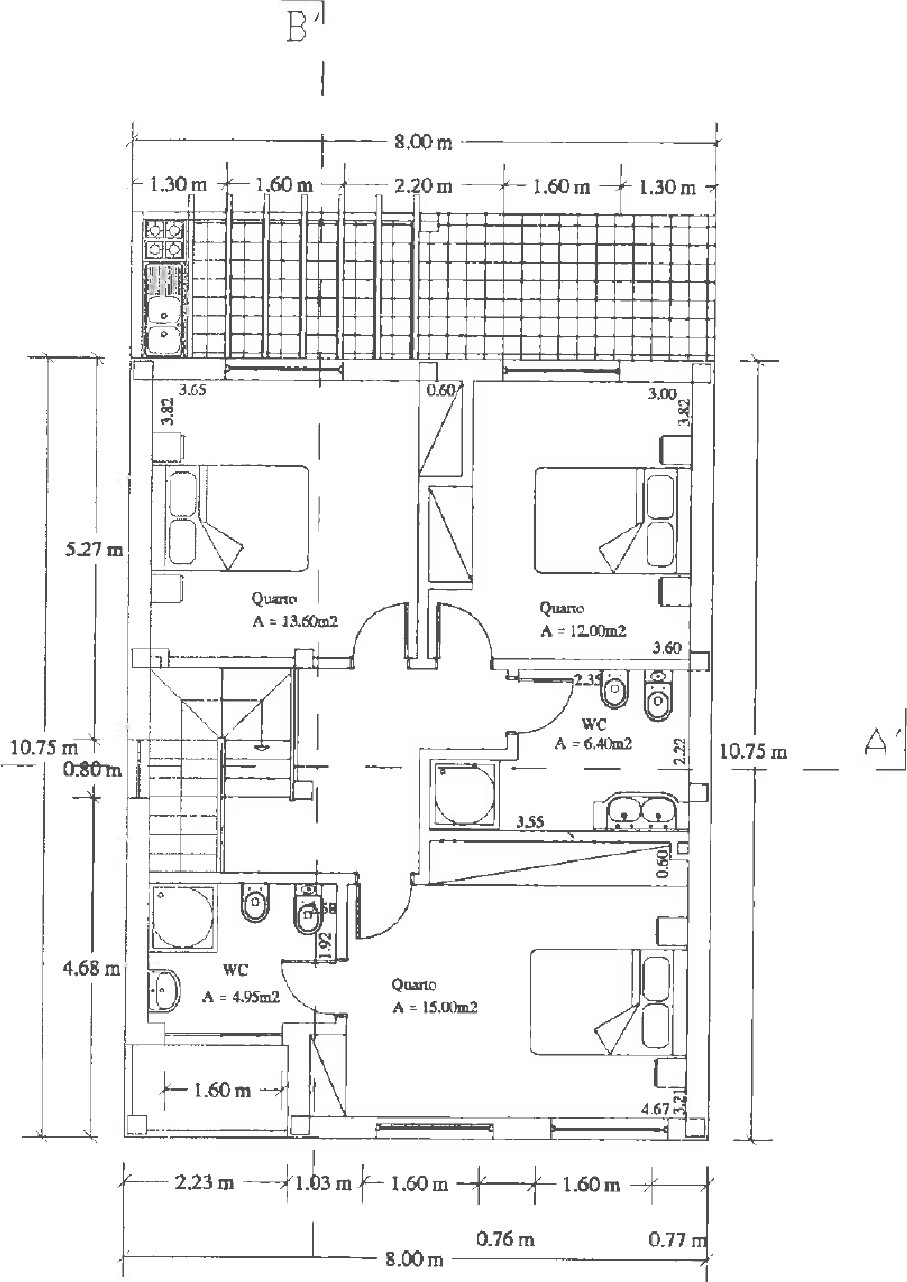 B'
8.00 m
1.30 m
1.60 m
2.20 m
1.60 m
1.30 m
3.65
0.60
3.00
3.82
3.82
5.27 m
Quarto
A = 13.60m2
Quarto
A = 12.00m2
3.60
2.35
WC
A = 6.40m2
2.22
10.75 m
0.80 m
10.75 m
A'
3.55
0.60
1.92
4.68 m
WC
A = 4.95m2
Quarto
A = 15.00m2
1.60 m
4.67
3.21
2.23 m
1.03 m
1.60 m
1.60 m
0.76 m
0.77 m
8.00 m